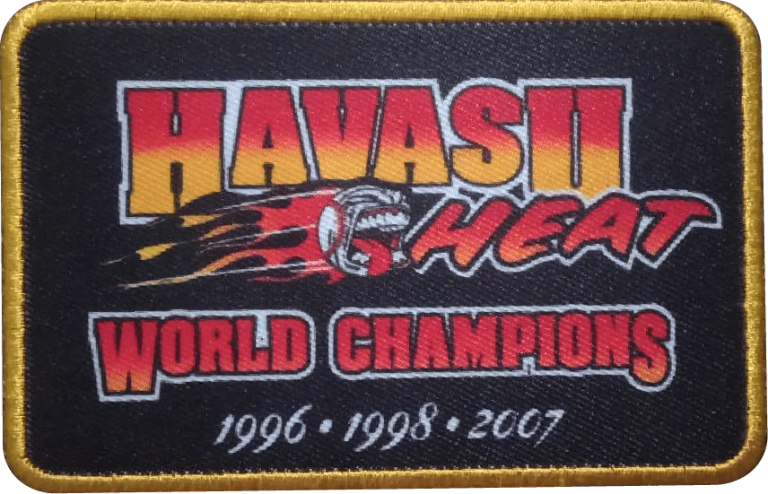 HAVASU
HEAT
WORLD CHAMPIONS
1996 • 1998 • 2007